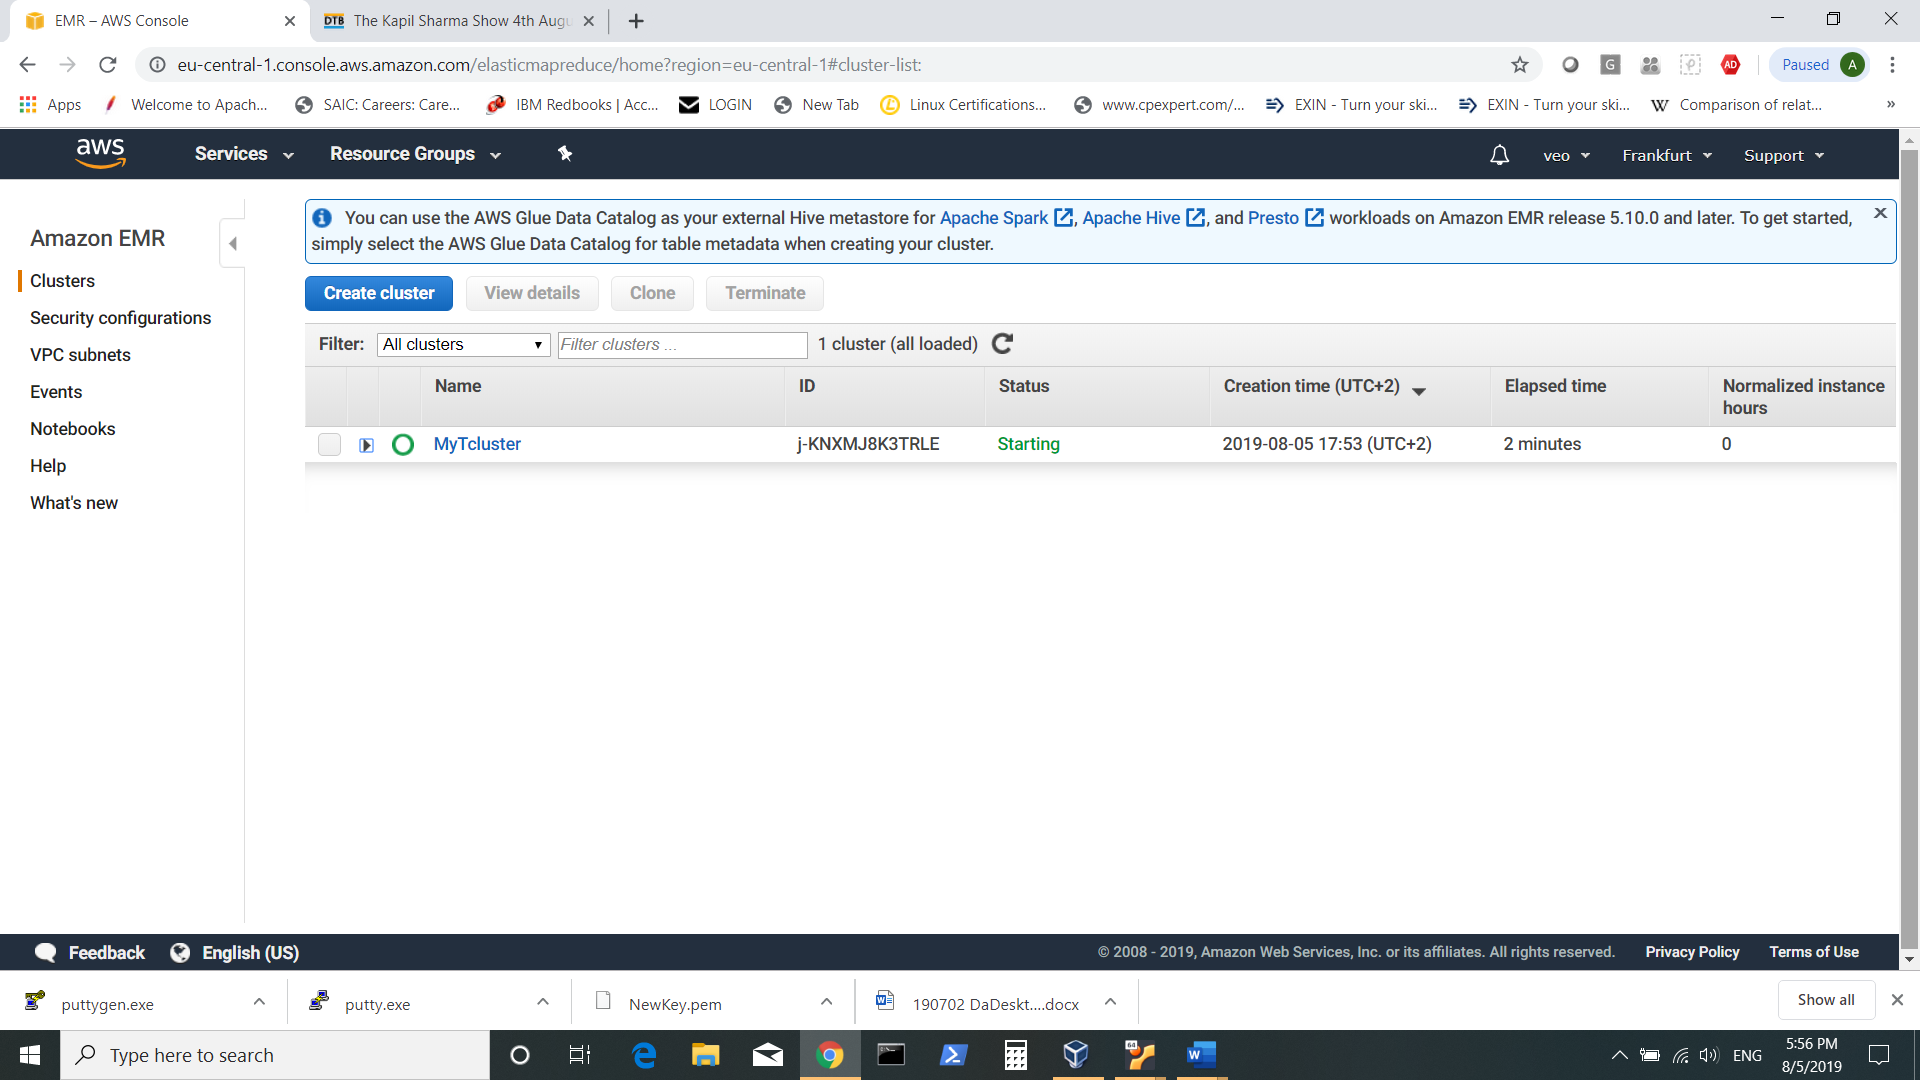 EMR – AWS Console
DTB The Kapil Sharma Show 4th Augu
eu-central-1.console.aws.amazon.com/elasticmapreduce/home?region=eu-central-1#cluster-list:
G
AD
Paused A
Apps Welcome to Apach... SAIC: Careers: Care... IBM Redbooks | Acc... LOGIN New Tab Linux Certifications... www.cpexpert.com/... EXIN - Turn your ski... EXIN - Turn your ski... W Comparison of relat... »
aws Services Resource Groups veo Frankfurt Support
Amazon EMR
Clusters
Security configurations
VPC subnets
Events
Notebooks
Help
What's new
You can use the AWS Glue Data Catalog as your external Hive metastore for Apache Spark , Apache Hive , and Presto workloads on Amazon EMR release 5.10.0 and later. To get started,
simply select the AWS Glue Data Catalog for table metadata when creating your cluster.
Create cluster View details Clone Terminate
Filter: All clusters Filter clusters ... 1 cluster (all loaded)
Name ID Status Creation time (UTC+2) Elapsed time Normalized instance
hours
MyTcluster j-KNXMJ8K3TRLE Starting 2019-08-05 17:53 (UTC+2) 2 minutes 0
Feedback English (US) © 2008 - 2019, Amazon Web Services, Inc. or its affiliates. All rights reserved. Privacy Policy Terms of Use
puttygen.exe putty.exe NewKey.pem 190702 DaDeskt....docx Show all
Type here to search 64 ENG 5:56 PM
8/5/2019